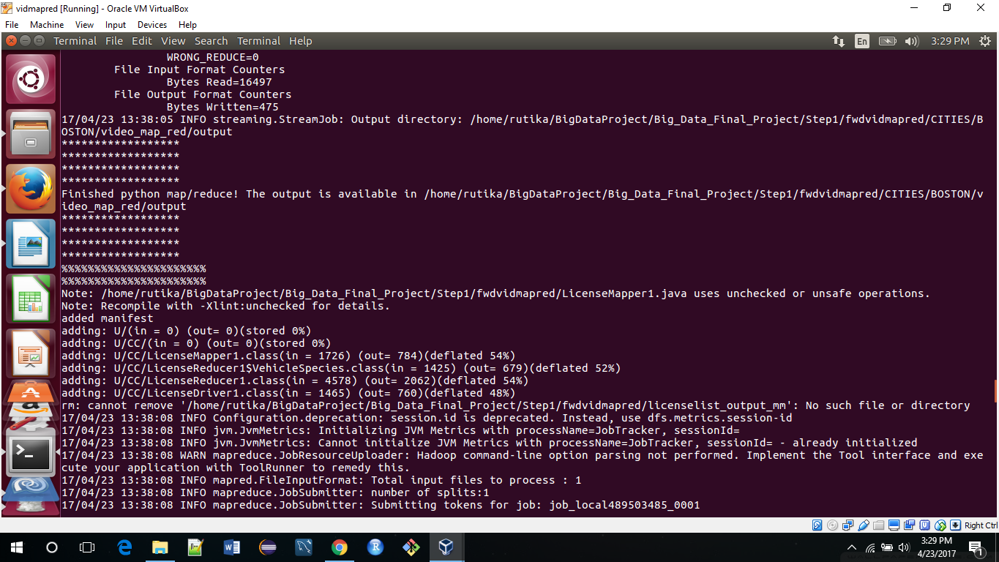 vidmapred [Running] - Oracle VM VirtualBox
File Machine View Input Devices Help
Terminal File Edit View Search Terminal Help
En
3:29 PM
WRONG_REDUCE=0
File Input Format Counters
Bytes Read=16497
File Output Format Counters
Bytes Written=475
17/04/23 13:38:05 INFO streaming.StreamJob: Output directory: /home/rutika/BigDataProject/Big_Data_Final_Project/Step1/fwdvidmapred/CITIES/B
OSTON/video_map_red/output
******************
******************
******************
******************
Finished python map/reduce! The output is available in /home/rutika/BigDataProject/Big_Data_Final_Project/Step1/fwdvidmapred/CITIES/BOSTON/v
ideo_map_red/output
******************
******************
******************
******************
%%%%%%%%%%%%%%%%%%%%%%
%%%%%%%%%%%%%%%%%%%%%%
Note: /home/rutika/BigDataProject/Big_Data_Final_Project/Step1/fwdvidmapred/LicenseMapper1.java uses unchecked or unsafe operations.
Note: Recompile with -Xlint:unchecked for details.
added manifest
adding: U/(in = 0) (out= 0)(stored 0%)
adding: U/CC/(in = 0) (out= 0)(stored 0%)
adding: U/CC/LicenseMapper1.class(in = 1726) (out= 784)(deflated 54%)
adding: U/CC/LicenseReducer1$VehicleSpecies.class(in = 1425) (out= 679)(deflated 52%)
adding: U/CC/LicenseReducer1.class(in = 4578) (out= 2062)(deflated 54%)
adding: U/CC/LicenseDriver1.class(in = 1465) (out= 760)(deflated 48%)
rm: cannot remove '/home/rutika/BigDataProject/Big_Data_Final_Project/Step1/fwdvidmapred/licenselist_output_mm': No such file or directory
17/04/23 13:38:08 INFO Configuration.deprecation: session.id is deprecated. Instead, use dfs.metrics.session-id
17/04/23 13:38:08 INFO jvm.JvmMetrics: Initializing JVM Metrics with processName=JobTracker, sessionId=
17/04/23 13:38:08 INFO jvm.JvmMetrics: Cannot initialize JVM Metrics with processName=JobTracker, sessionId= - already initialized
17/04/23 13:38:08 WARN mapreduce.JobResourceUploader: Hadoop command-line option parsing not performed. Implement the Tool interface and exe
cute your application with ToolRunner to remedy this.
17/04/23 13:38:08 INFO mapred.FileInputFormat: Total input files to process : 1
17/04/23 13:38:08 INFO mapreduce.JobSubmitter: number of splits:1
17/04/23 13:38:08 INFO mapreduce.JobSubmitter: Submitting tokens for job: job_local489503485_0001
Right Ctrl
3:29 PM
4/23/2017
1